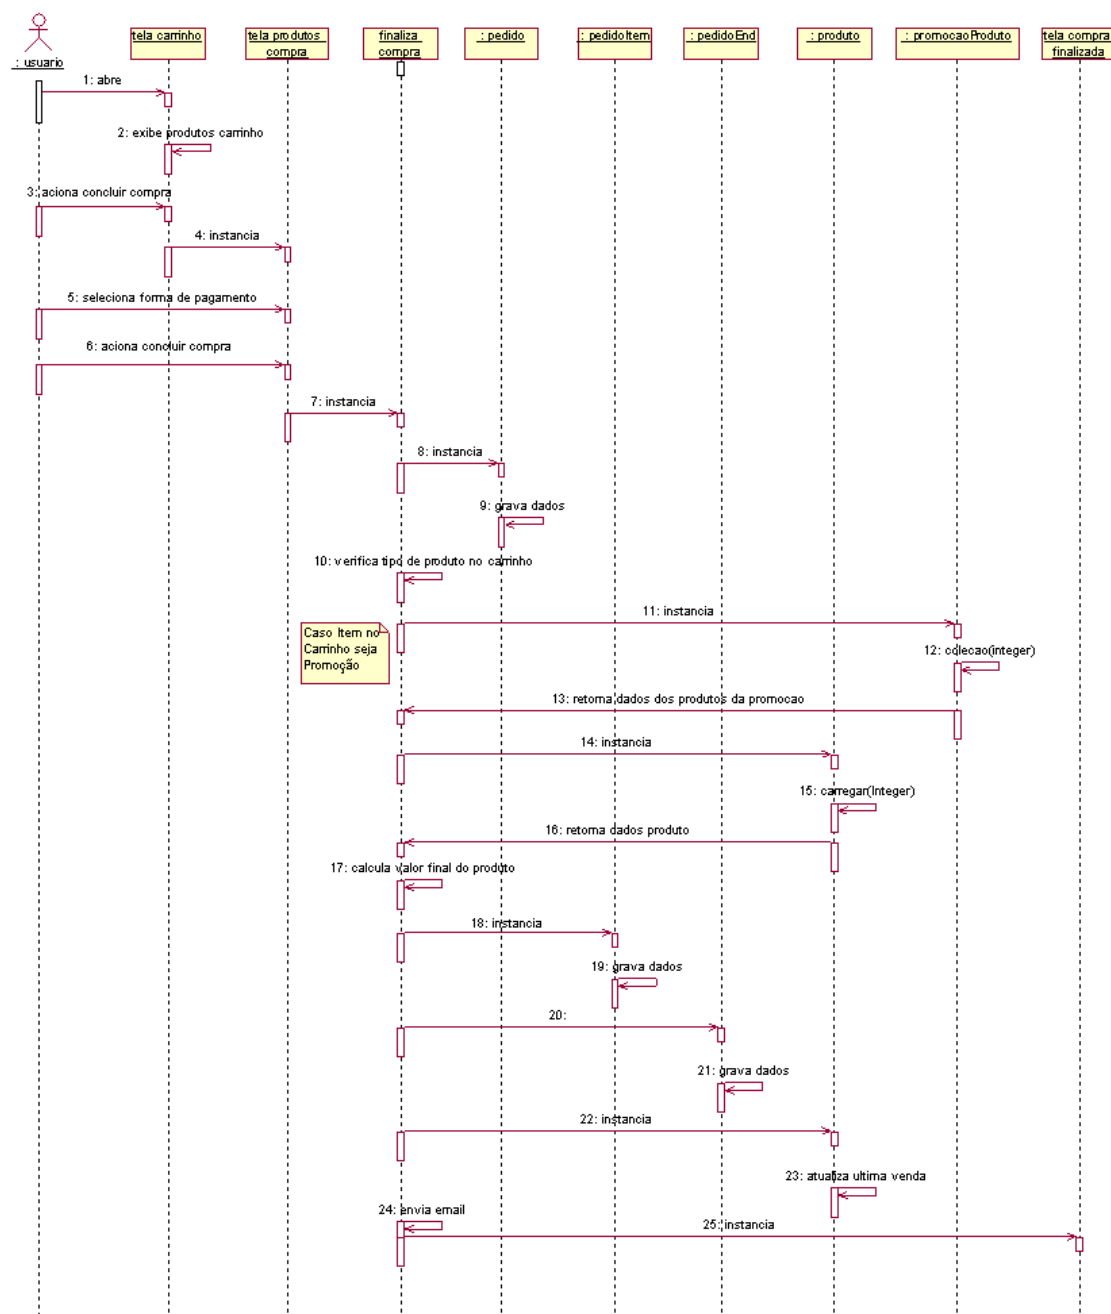 tela carrinho
tela produtos
compra
finaliza
compra
: pedido
: pedidoItem
: pedidoEnd
: produto
: promocaoProduto
tela compra
finalizada
: usuario
1: abre
2: exibe produtos carrinho
3: aciona concluir compra
4: instancia
5: seleciona forma de pagamento
6: aciona concluir compra
7: instancia
8: instancia
9: grava dados
10: verifica tipo de produto no carrinho
11: instancia
Caso Item no
Carrinho seja
Promoção
12: colecao(integer)
13: retorna dados dos produtos da promocao
14: instancia
15: carregar(Integer)
16: retorna dados produto
17: calcula valor final do produto
18: instancia
19: grava dados
20:
21: grava dados
22: instancia
23: atualiza ultima venda
24: envia email
25: instancia